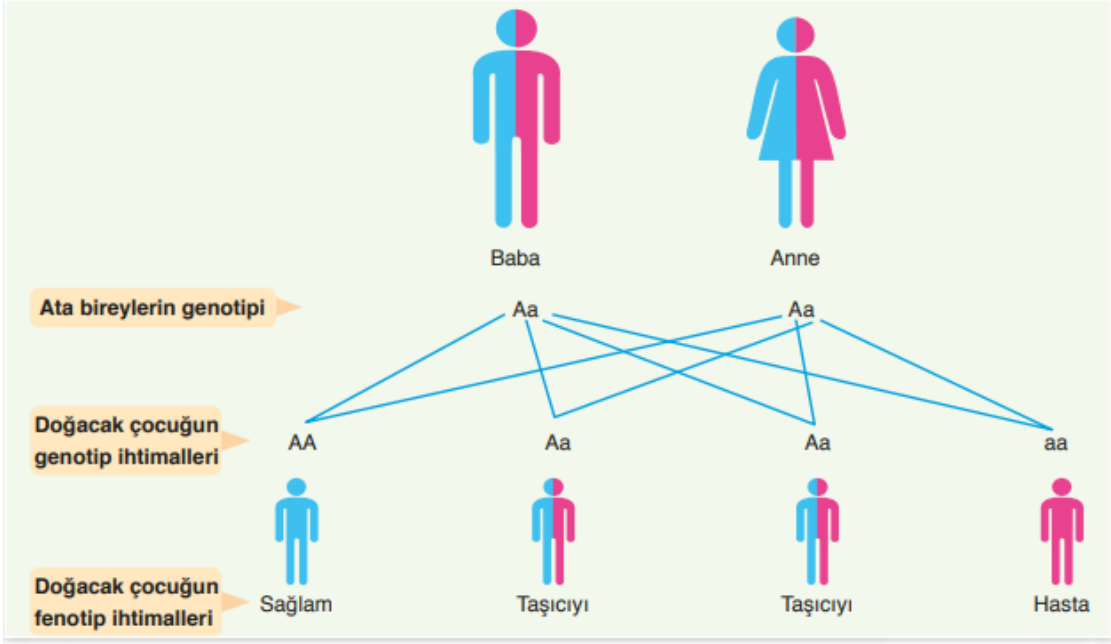 Baba Anne
Ata bireylerin genotipi Aa Aa
Doğacak çocuğun
genotip ihtimalleri AA Aa Aa aa
Doğacak çocuğun
fenotip ihtimalleri Sağlam Taşıcıyı Taşıcıyı Hasta